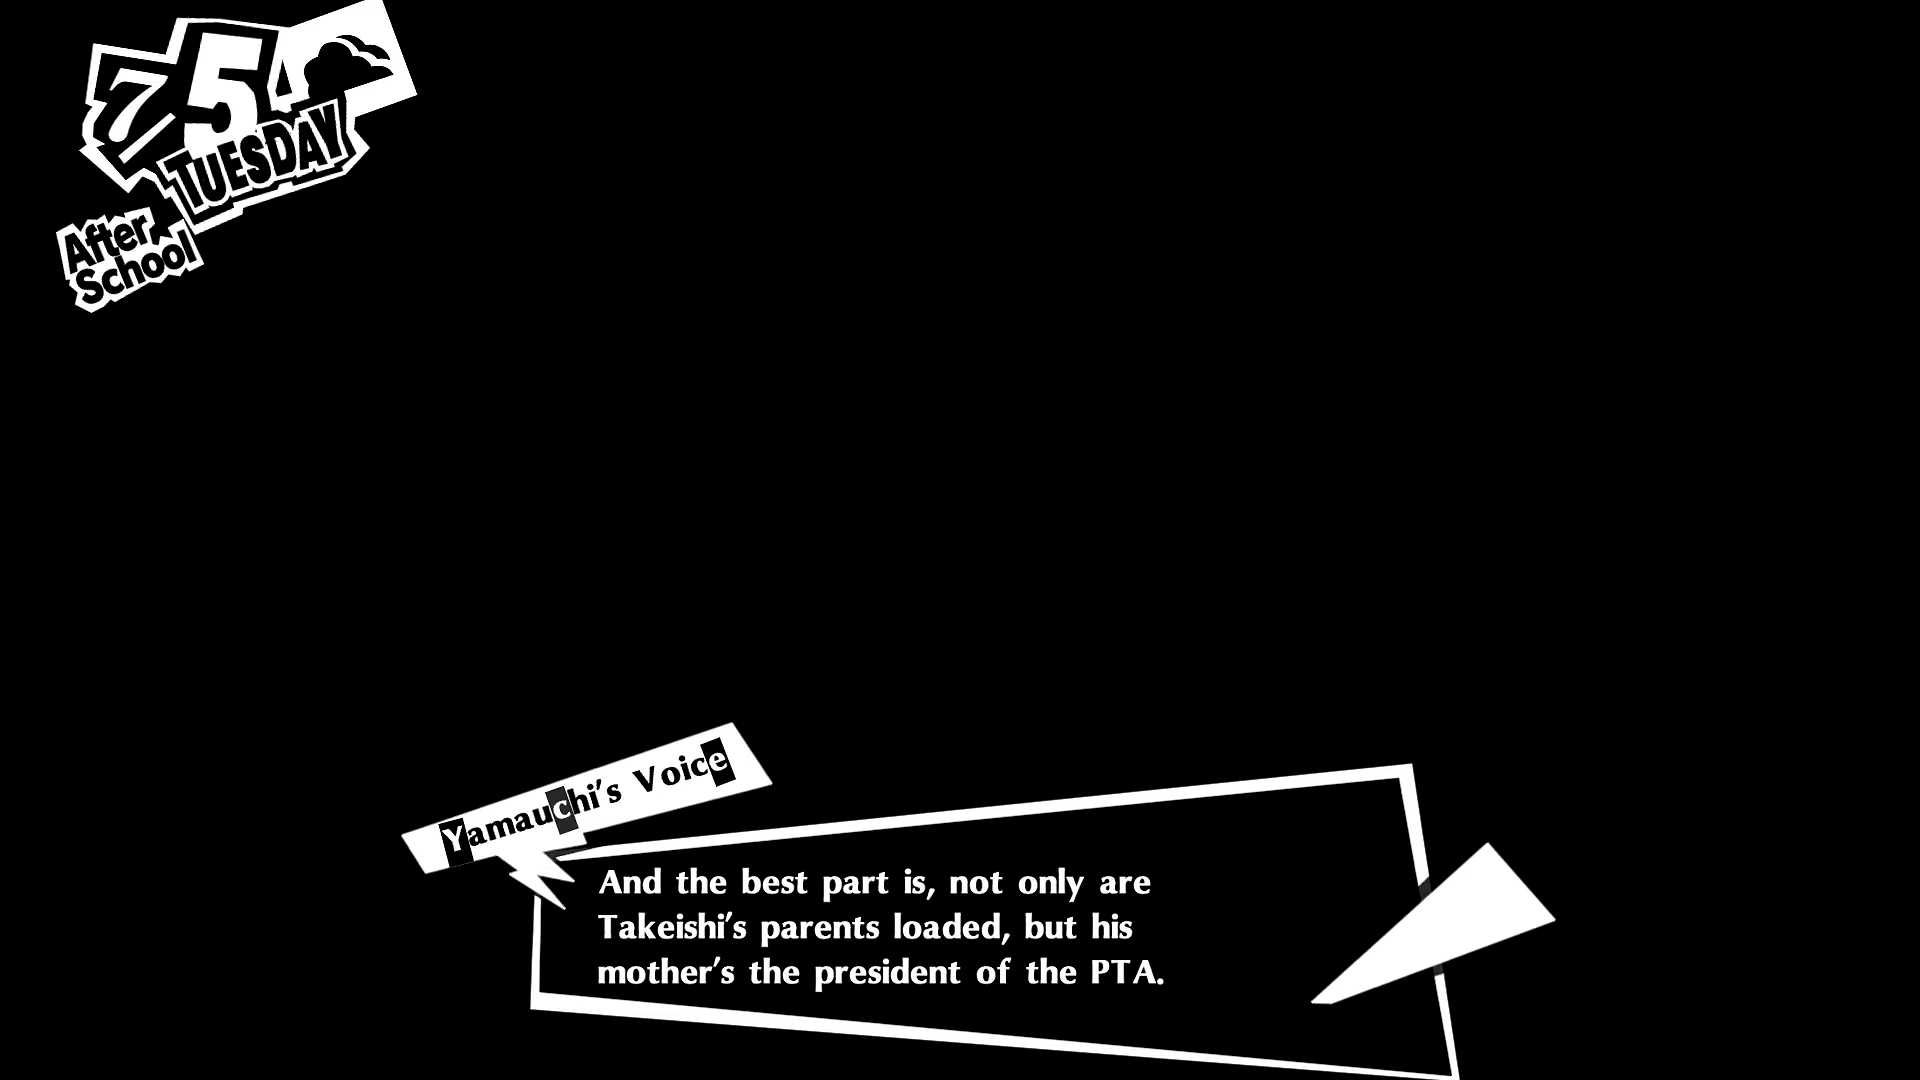 7 5
TUESDAY
After
School
Yamauchi's Voice
And the best part is, not only are
Takeishi's parents loaded, but his
mother's the president of the PTA.